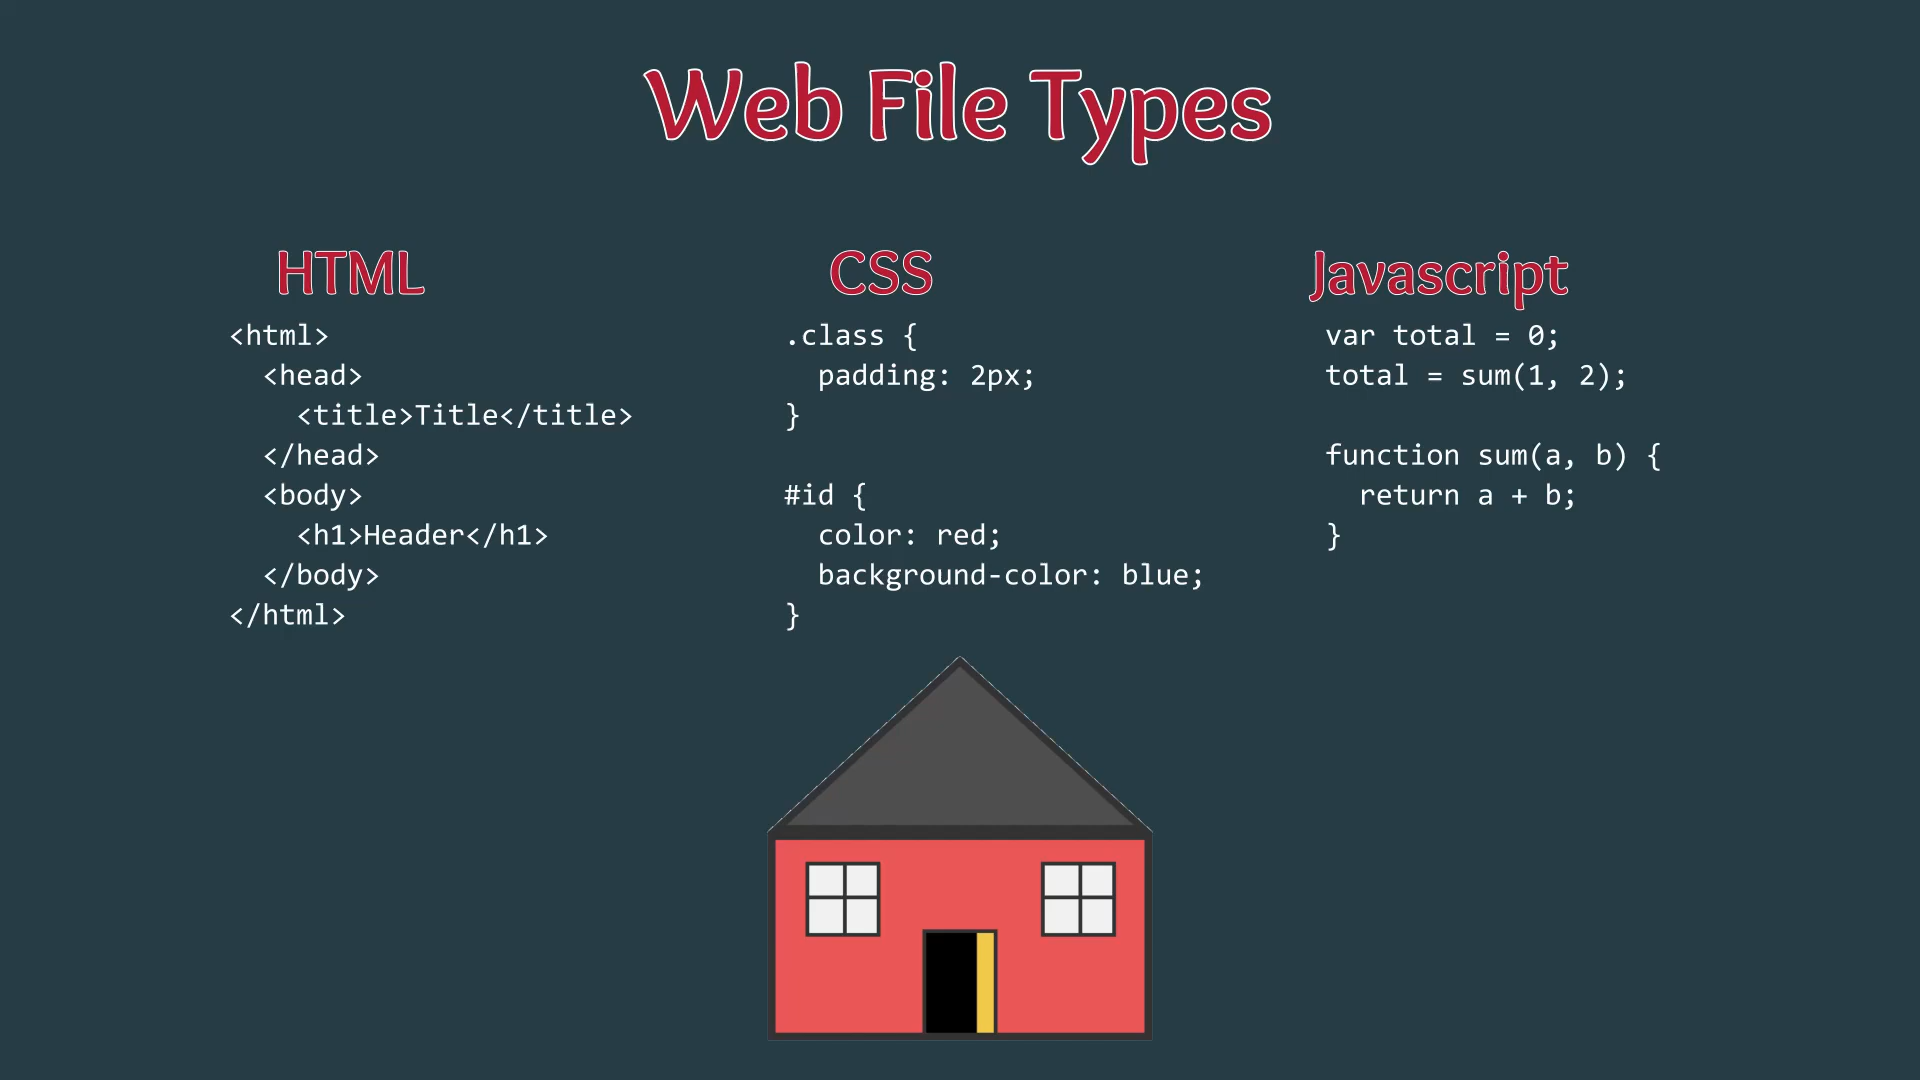 Web File Types
HTML
<html>
  <head>
    <title>Title</title>
  </head>
  <body>
    <h1>Header</h1>
  </body>
</html>
CSS
.class {
  padding: 2px;
}
#id {
  color: red;
  background-color: blue;
}
Javascript
var total = 0;
total = sum(1, 2);
function sum(a, b) {
  return a + b;
}